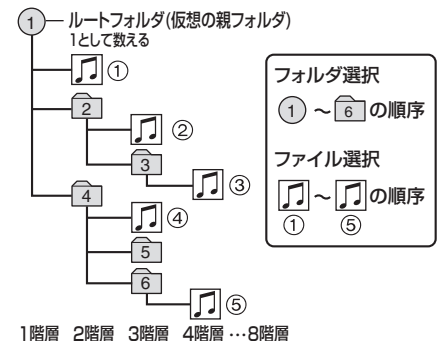 1 ルートフォルダ(仮想の親フォルダ)
1として数える
①
2
②
3
③
4
④
5
6
⑤
1階層 2階層 3階層 4階層…8階層
フォルダ選択
1 ～ 6 の順序
ファイル選択
～ の順序
① ⑤